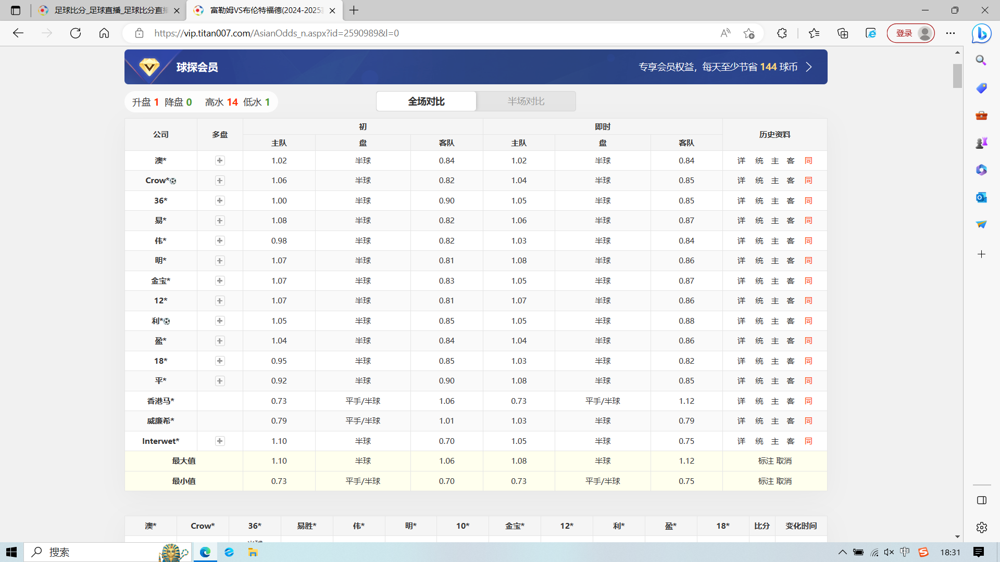 足球比分_足球直播_足球比分直播
富勒姆VS布伦特福德(2024-2025
https://vip.titan007.com/AsianOdds_n.aspx?id=2590989&l=0
登录
球探会员
专享会员权益，每天至少节省 144 球币
升盘 1 降盘 0 高水 14 低水 1
全场对比 半场对比
公司 多盘 初 即时 历史资料
主队 盘 客队 主队 盘 客队
澳* 1.02 半球 0.84 1.02 半球 0.84 详 统 主 客 同
Crow* 1.06 半球 0.82 1.04 半球 0.85 详 统 主 客 同
36* 1.00 半球 0.90 1.05 半球 0.85 详 统 主 客 同
易* 1.08 半球 0.82 1.06 半球 0.87 详 统 主 客 同
伟* 0.98 半球 0.82 1.03 半球 0.84 详 统 主 客 同
明* 1.07 半球 0.81 1.08 半球 0.86 详 统 主 客 同
金宝* 1.07 半球 0.83 1.05 半球 0.87 详 统 主 客 同
12* 1.07 半球 0.81 1.07 半球 0.86 详 统 主 客 同
利* 1.05 半球 0.85 1.05 半球 0.88 详 统 主 客 同
盈* 1.04 半球 0.84 1.04 半球 0.86 详 统 主 客 同
18* 0.95 半球 0.85 1.03 半球 0.82 详 统 主 客 同
平* 0.92 半球 0.90 1.08 半球 0.85 详 统 主 客 同
香港马* 0.73 平手/半球 1.06 0.73 平手/半球 1.12 详 统 主 客 同
威廉希* 0.79 平手/半球 1.01 1.03 半球 0.79 详 统 主 客 同
Interwet* 1.10 半球 0.70 1.05 半球 0.75 详 统 主 客 同
最大值 1.10 半球 1.06 1.08 半球 1.12 标注 取消
最小值 0.73 平手/半球 0.70 0.73 平手/半球 0.75 标注 取消
澳* Crow* 36* 易胜* 伟* 明* 10* 金宝* 12* 利* 盈* 18* 比分 变化时间
搜索
中
18:31